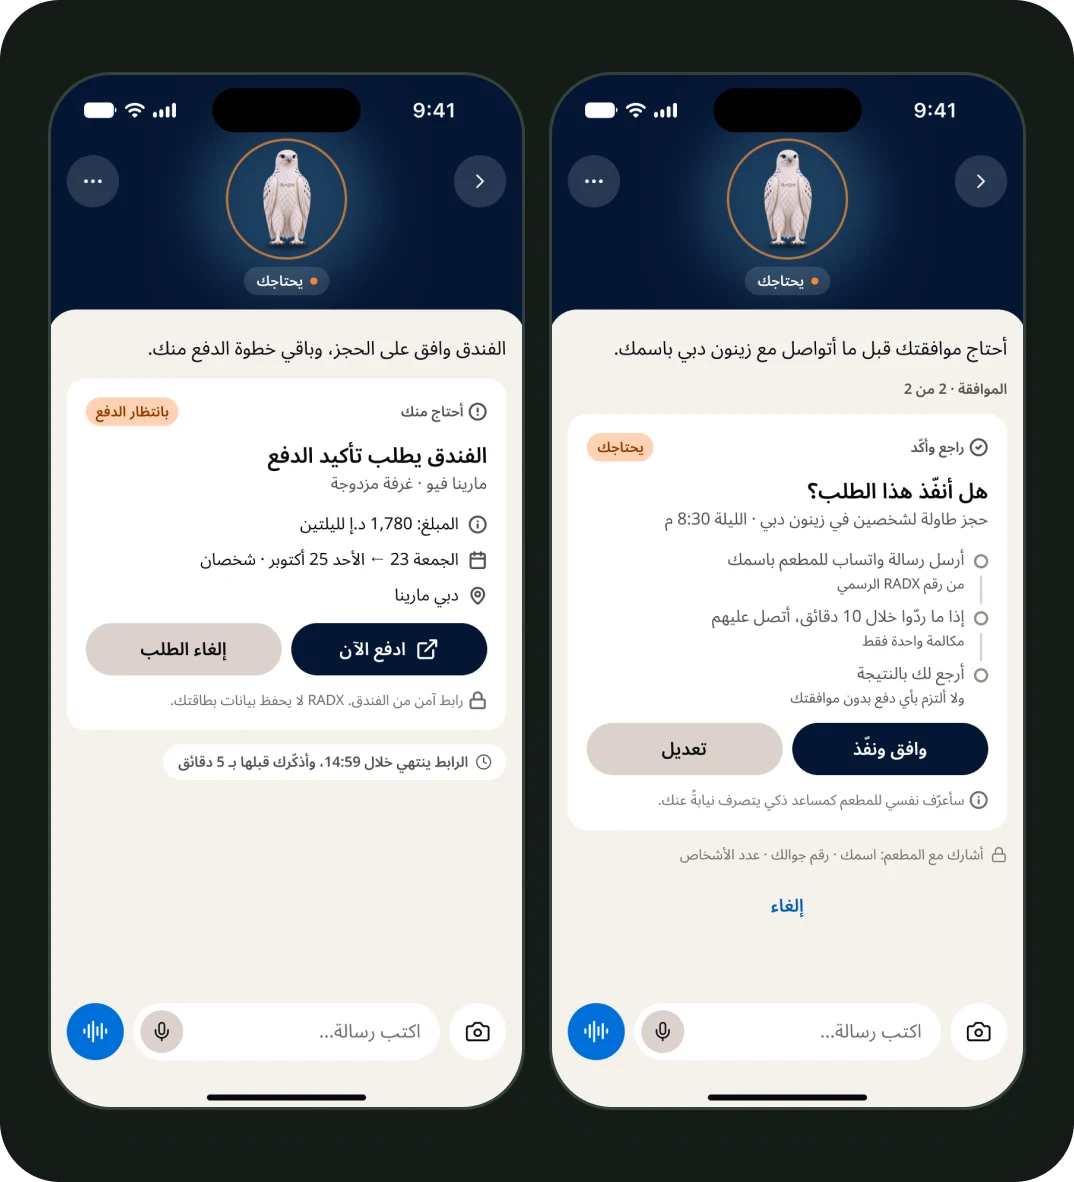 9:41
RADX
يحتاجك
أحتاج موافقتك قبل ما أتواصل مع زينون دبي باسمك.
الموافقة · 2 من 2
راجع وأكّد
يحتاجك
هل أنفّذ هذا الطلب؟
حجز طاولة لشخصين في زينون دبي · الليلة 8:30 م
أرسل رسالة واتساب للمطعم باسمك
من رقم RADX الرسمي
إذا ما ردّوا خلال 10 دقائق، أتصل عليهم
مكالمة واحدة فقط
أرجع لك بالنتيجة
ولا ألتزم بأي دفع بدون موافقتك
وافق ونفّذ
تعديل
سأعرّف نفسي للمطعم كمساعد ذكي يتصرف نيابةً عنك.
أشارك مع المطعم: اسمك · رقم جوالك · عدد الأشخاص
إلغاء
اكتب رسالة...
9:41
RADX
يحتاجك
الفندق وافق على الحجز، وباقي خطوة الدفع منك.
أحتاج منك
بانتظار الدفع
الفندق يطلب تأكيد الدفع
مارينا فيو · غرفة مزدوجة
المبلغ: 1,780 د.إ لليلتين
الجمعة 23 ← الأحد 25 أكتوبر · شخصان
دبي مارينا
ادفع الآن
إلغاء الطلب
رابط آمن من الفندق. RADX لا يحفظ بيانات بطاقتك.
الرابط ينتهي خلال 14:59، وأذكّرك قبلها بـ 5 دقائق
اكتب رسالة...